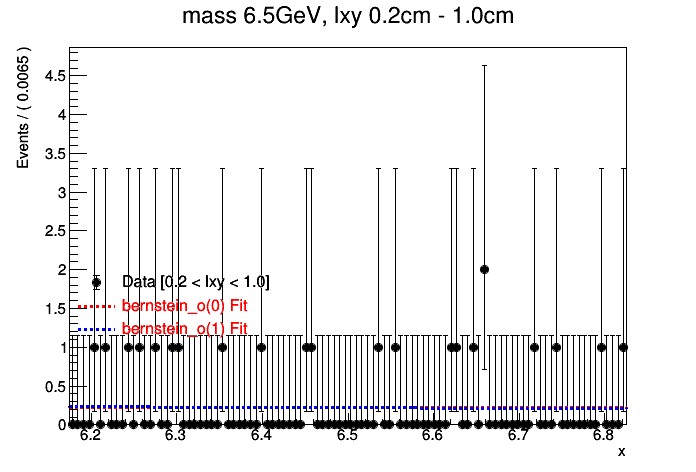 mass 6.5GeV, lxy 0.2cm - 1.0cm
Events / ( 0.0065 )
4.5
4
3.5
3
2.5
2
1.5
1
0.5
0
Data [0.2 < lxy < 1.0]
bernstein_o(0) Fit
bernstein_o(1) Fit
6.2 6.3 6.4 6.5 6.6 6.7 6.8
x